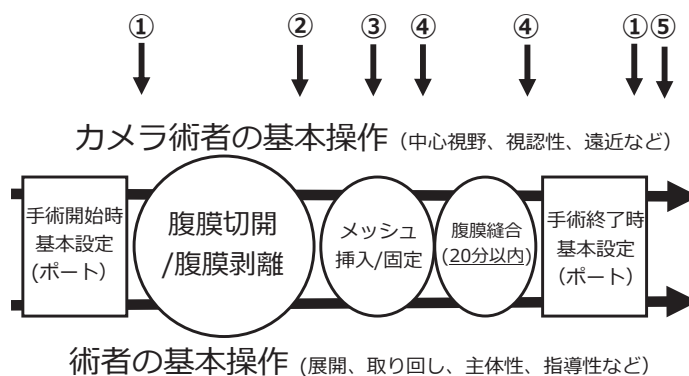 ① ② ③ ④ ④ ① ⑤
カメラ術者の基本操作 (中心視野、視認性、遠近など)
手術開始時
基本設定
(ポート)
腹膜切開
/腹膜剥離
メッシュ
挿入/固定
腹膜縫合
(20分以内)
手術終了時
基本設定
(ポート)
術者の基本操作 (展開、取り回し、主体性、指導性など)